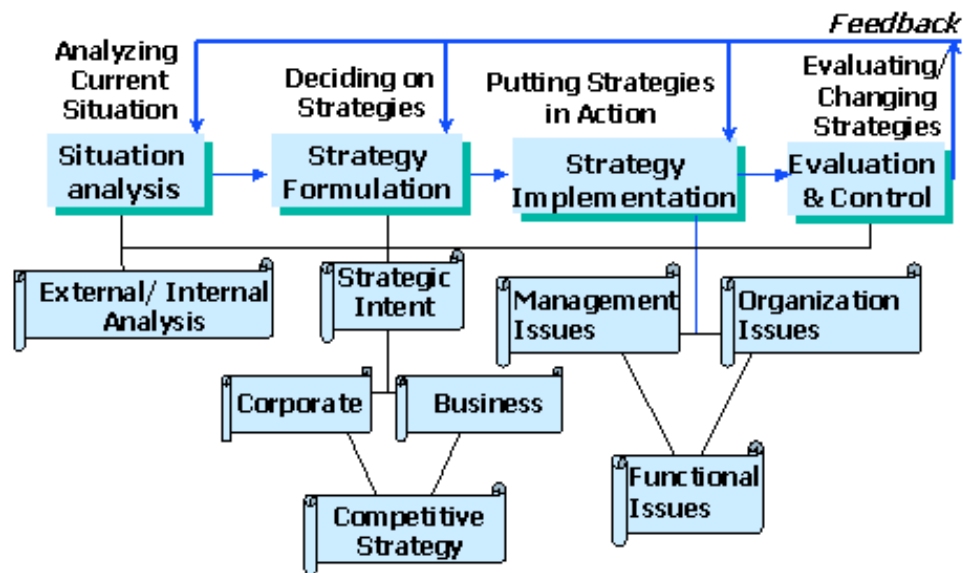 Feedback
Analyzing
Current
Situation
Deciding on
Strategies
Putting Strategies
in Action
Evaluating/
Changing
Strategies
Situation
analysis
Strategy
Formulation
Strategy
Implementation
Evaluation
& Control
External/ Internal
Analysis
Strategic
Intent
Management
Issues
Organization
Issues
Corporate
Business
Competitive
Strategy
Functional
Issues